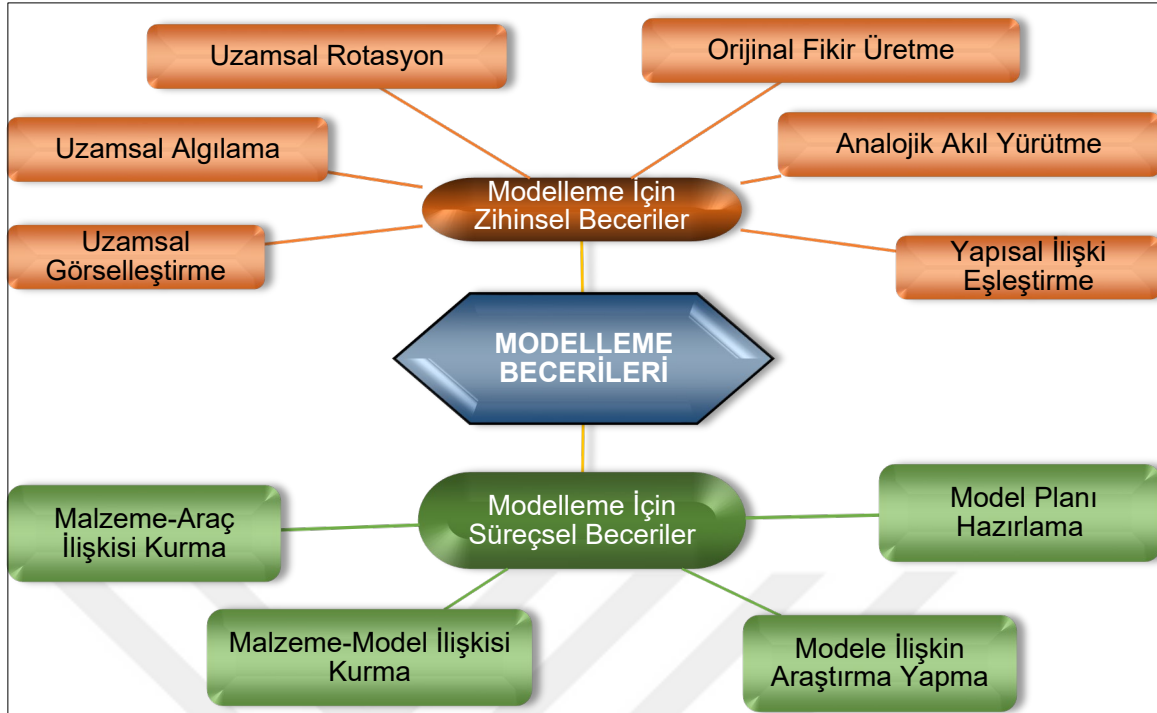 Uzamsal Rotasyon
Orijinal Fikir Üretme
Uzamsal Algılama
Analojik Akıl Yürütme
Modelleme İçin
Zihinsel Beceriler
Uzamsal
Görselleştirme
Yapısal İlişki
Eşleştirme
MODELLEME
BECERİLERİ
Malzeme-Araç
İlişkisi Kurma
Modelleme İçin
Süreçsel Beceriler
Model Planı
Hazırlama
Malzeme-Model İlişkisi
Kurma
Modele İlişkin
Araştırma Yapma